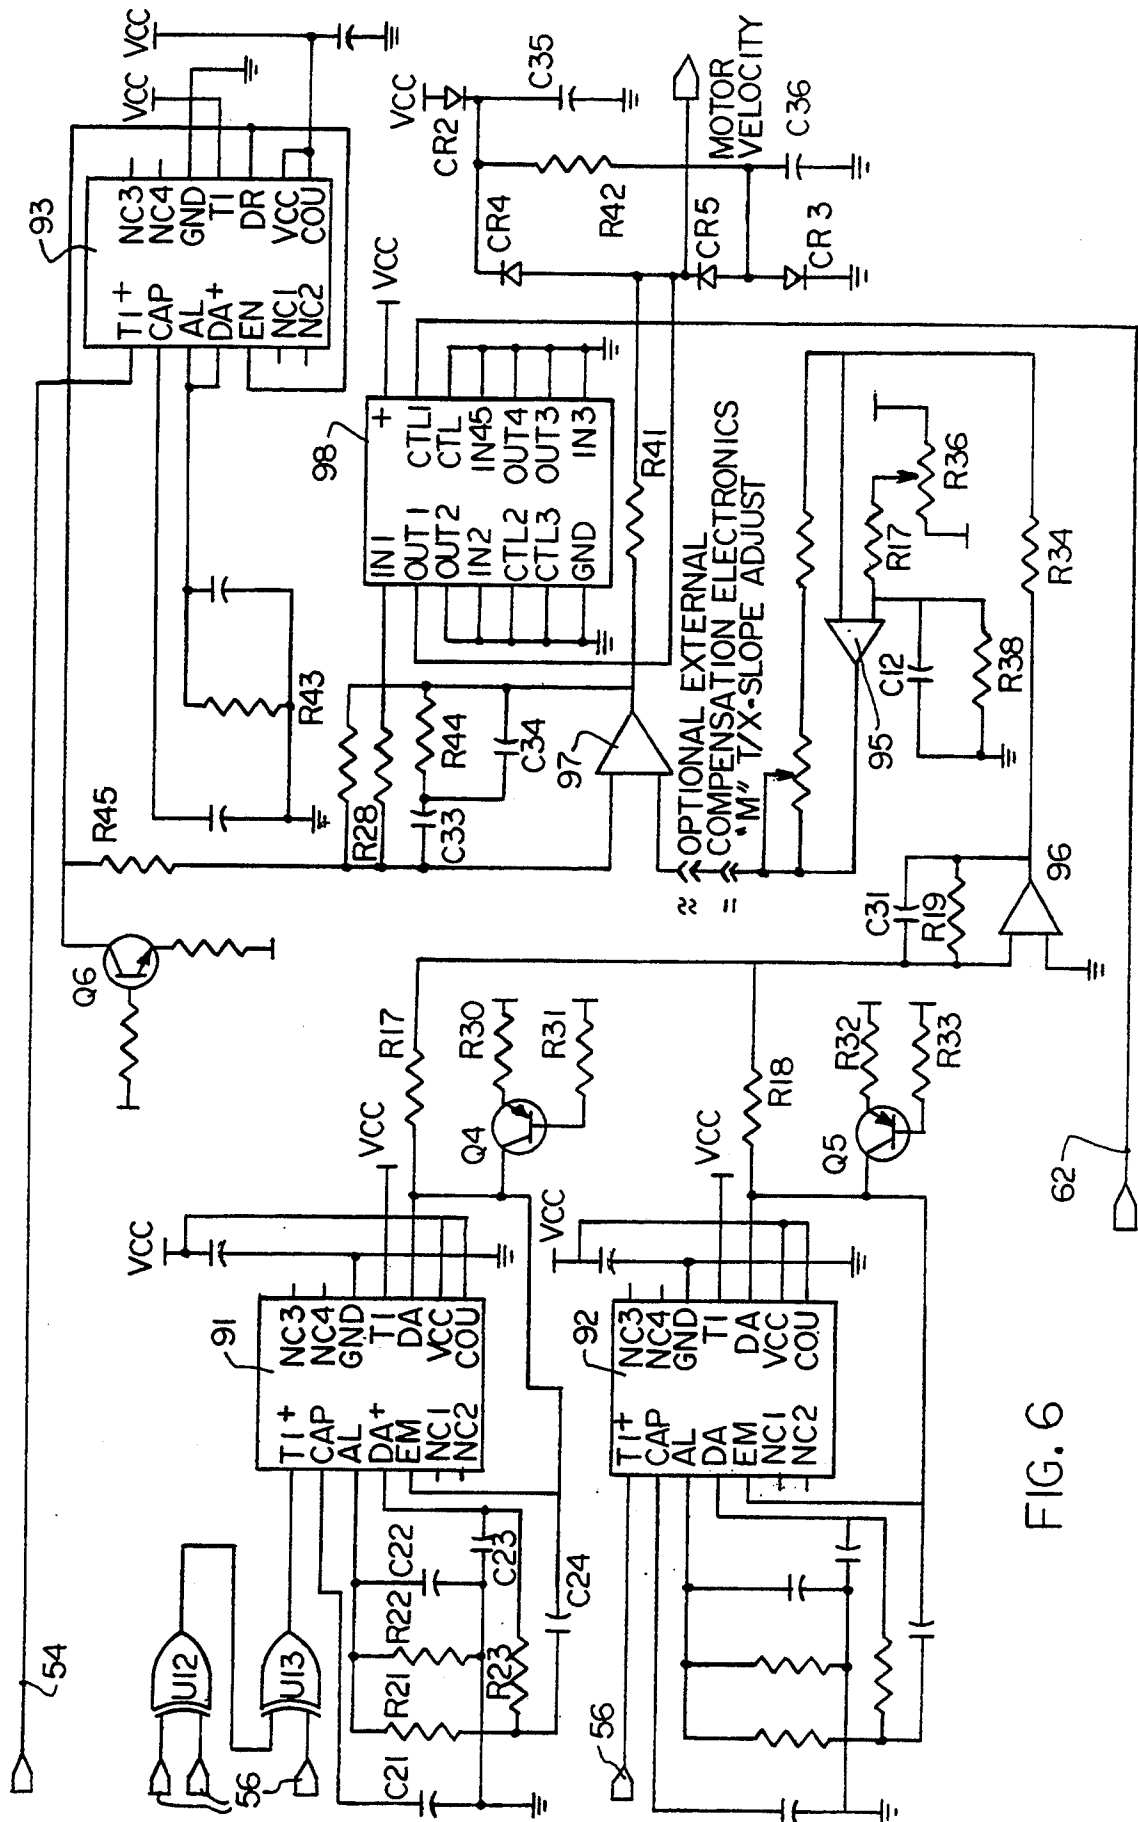 54
56
U12
U13
C21
R21
R22
C22
R23
C23
C24
TI+
CAP
AL
DA+
EM
NC1
NC2
91
NC3
NC4
GND
TI
DA
VCC
COU
VCC
VCC
R17
Q4
R30
R31
56
TI+
CAP
AL
DA
EM
NC1
NC2
92
NC3
NC4
GND
TI
DA
VCC
COU
VCC
VCC
R18
Q5
R32
R33
62
Q6
R45
R43
TI+
CAP
AL
DA+
EN
NC1
NC2
93
NC3
NC4
GND
TI
DR
VCC
COU
VCC
VCC
R28
R44
C33
C34
97
IN1
OUT1
OUT2
IN2
CTL2
CTL3
GND
98
+
CTL1
CTL
IN45
OUT4
OUT3
IN3
VCC
R41
VCC
CR2
C35
CR4
R42
CR5
CR3
C36
MOTOR
VELOCITY
OPTIONAL EXTERNAL
COMPENSATION ELECTRONICS
"M" T/X-SLOPE ADJUST
95
C12
R38
R17
R36
R34
C31
R19
96
FIG. 6